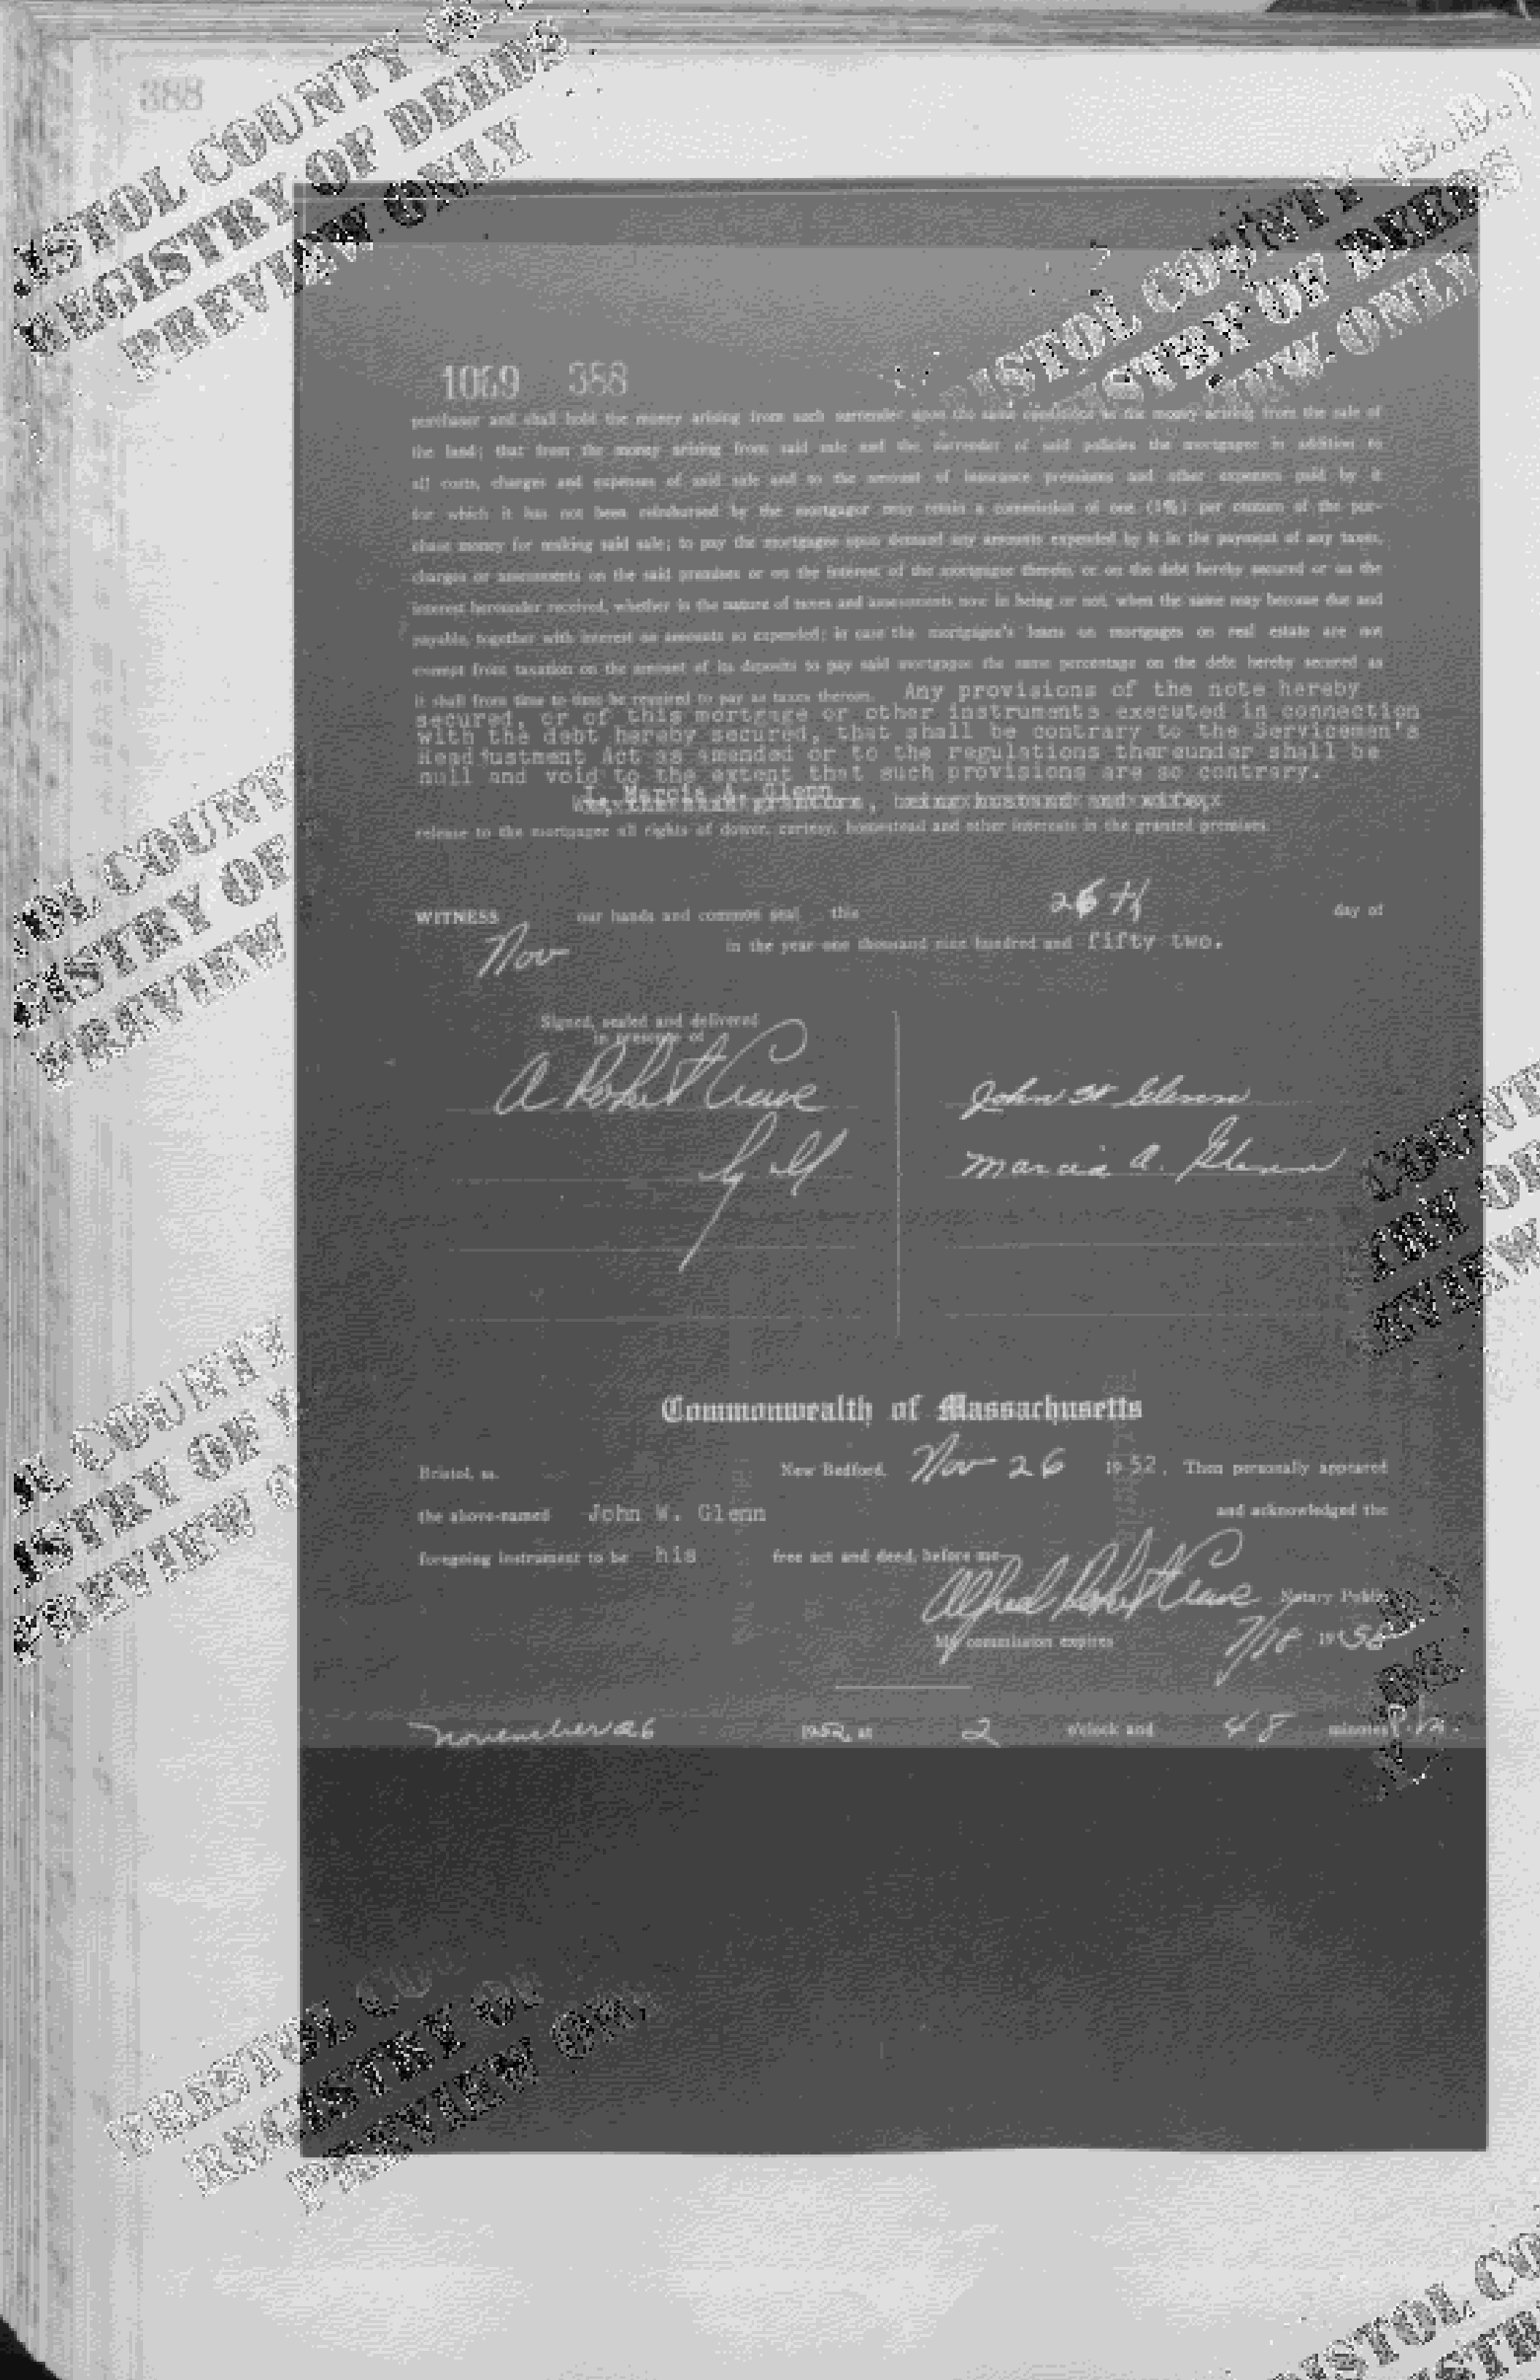 388
1069 388
purchaser and shall hold the money arising from such surrender upon the same conditions as the money arising from the sale of
the land; that from the money arising from said sale and the surrender of said policies the mortgagee in addition to
all costs, charges and expenses of said sale and to the amount of insurance premiums and other expenses paid by it
for which it has not been reimbursed by the mortgagor may retain a commission of one (1%) per centum of the pur-
chase money for making said sale; to pay the mortgagee upon demand any amounts expended by it in the payment of any taxes,
charges or assessments on the said premises or on the interest of the mortgagee therein, or on the debt hereby secured or on the
interest hereunder received, whether in the nature of taxes and assessments now in being or not, when the same may become due and
payable, together with interest on amounts so expended; in case the mortgagee's loans on mortgages on real estate are not
exempt from taxation on the amount of its deposits to pay said mortgagee the same percentage on the debt hereby secured as
it shall from time to time be required to pay as taxes thereon. Any provisions of the note hereby
secured, or of this mortgage or other instruments executed in connection
with the debt hereby secured, that shall be contrary to the Servicemen's
Readjustment Act as amended or to the regulations thereunder shall be
null and void to the extent that such provisions are so contrary.
I, Marcia A. Glenn
We, the said grantors, being husband and wife,
release to the mortgagee all rights of dower, curtesy, homestead and other interests in the granted premises.
WITNESS our hands and common seal this 26th day of
Nov in the year one thousand nine hundred and fifty two.
Signed, sealed and delivered
in presence of
A Robert Crave
John W Glenn
Marcia A. Glenn
Commonwealth of Massachusetts
Bristol, ss. New Bedford, Nov 26 1952. Then personally appeared
the above-named John W. Glenn and acknowledged the
foregoing instrument to be his free act and deed, before me
Alfred Robert Crave Notary Public
My commission expires 7/18 1958
November 26 1952, at 2 o'clock and 48 minutes P.M.
BRISTOL COUNTY (S.D.)
REGISTRY OF DEEDS
PREVIEW ONLY